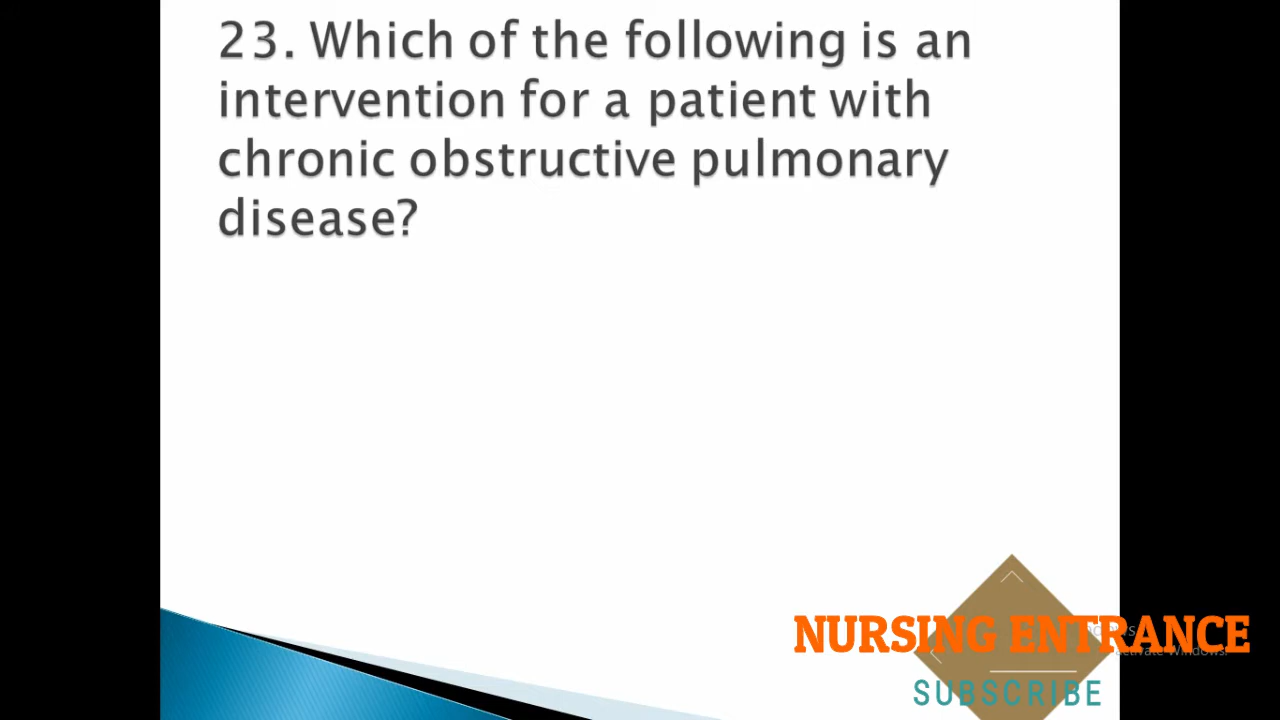 23. Which of the following is an
intervention for a patient with
chronic obstructive pulmonary
disease?
NURSING ENTRANCE
SUBSCRIBE